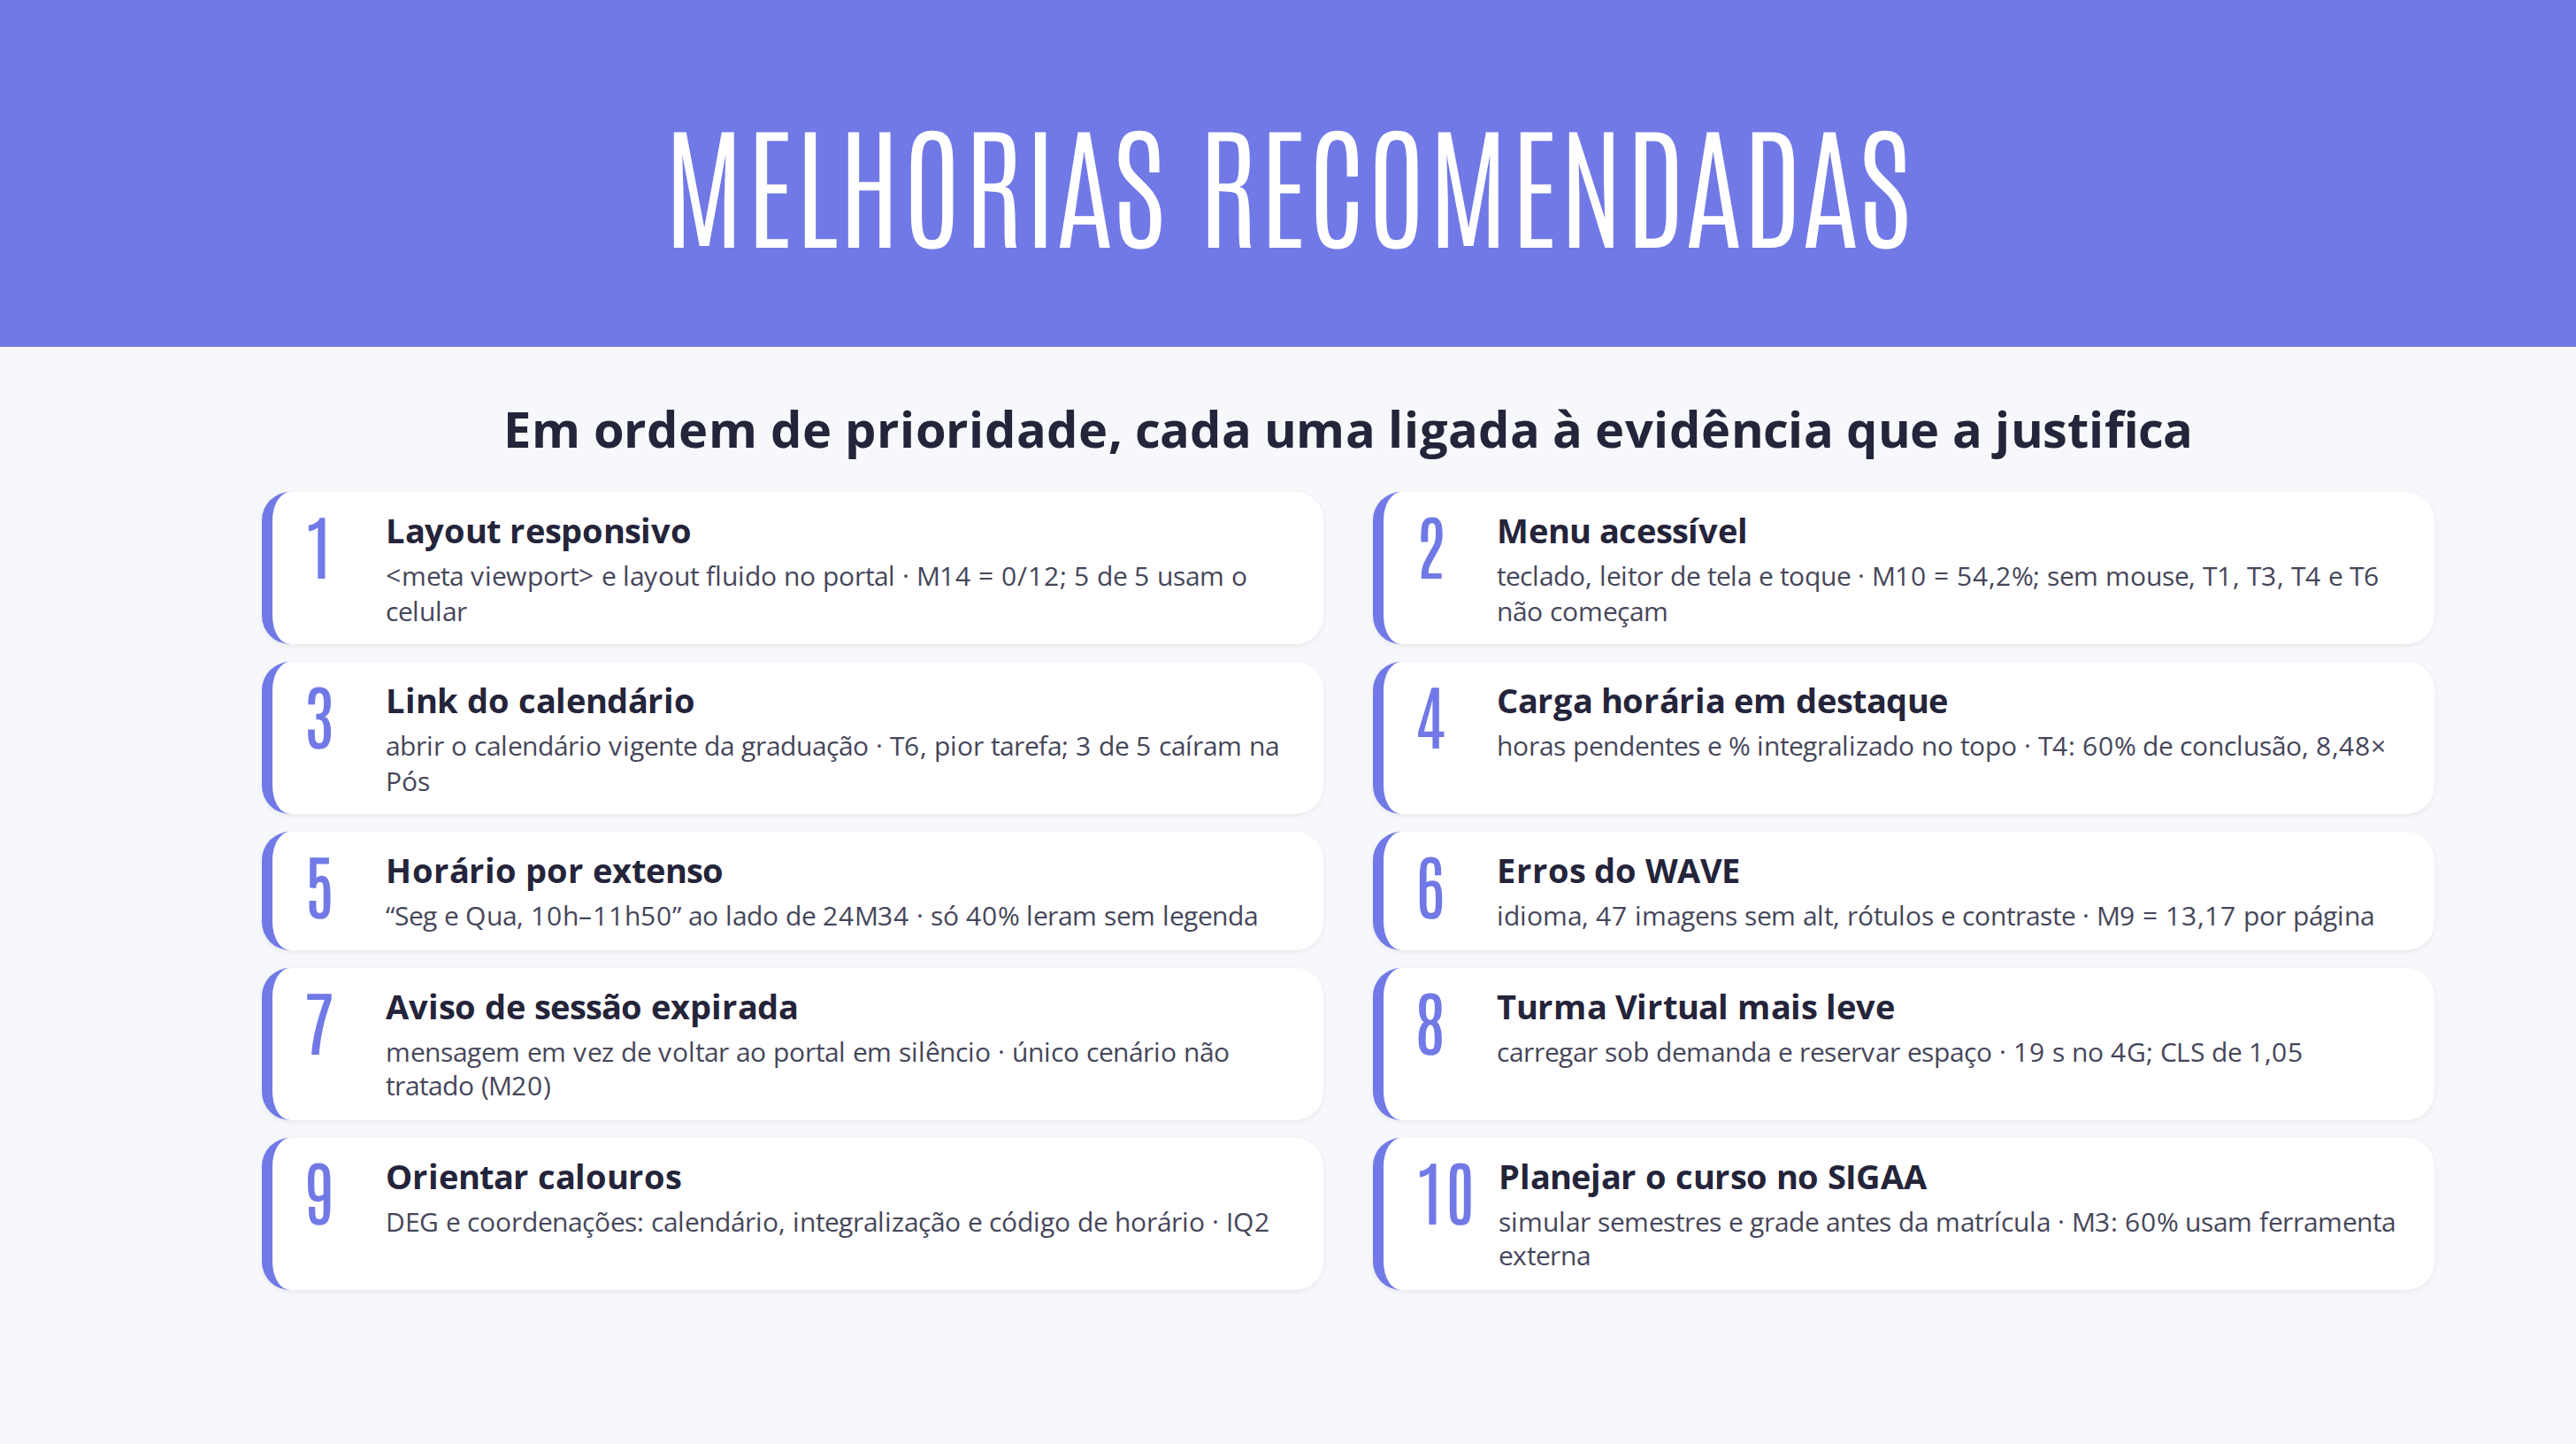 MELHORIAS RECOMENDADAS
Em ordem de prioridade, cada uma ligada à evidência que a justifica
1
Layout responsivo
<meta viewport> e layout fluido no portal · M14 = 0/12; 5 de 5 usam o
celular
2
Menu acessível
teclado, leitor de tela e toque · M10 = 54,2%; sem mouse, T1, T3, T4 e T6
não começam
3
Link do calendário
abrir o calendário vigente da graduação · T6, pior tarefa; 3 de 5 caíram na
Pós
4
Carga horária em destaque
horas pendentes e % integralizado no topo · T4: 60% de conclusão, 8,48×
5
Horário por extenso
“Seg e Qua, 10h–11h50” ao lado de 24M34 · só 40% leram sem legenda
6
Erros do WAVE
idioma, 47 imagens sem alt, rótulos e contraste · M9 = 13,17 por página
7
Aviso de sessão expirada
mensagem em vez de voltar ao portal em silêncio · único cenário não
tratado (M20)
8
Turma Virtual mais leve
carregar sob demanda e reservar espaço · 19 s no 4G; CLS de 1,05
9
Orientar calouros
DEG e coordenações: calendário, integralização e código de horário · IQ2
10
Planejar o curso no SIGAA
simular semestres e grade antes da matrícula · M3: 60% usam ferramenta
externa